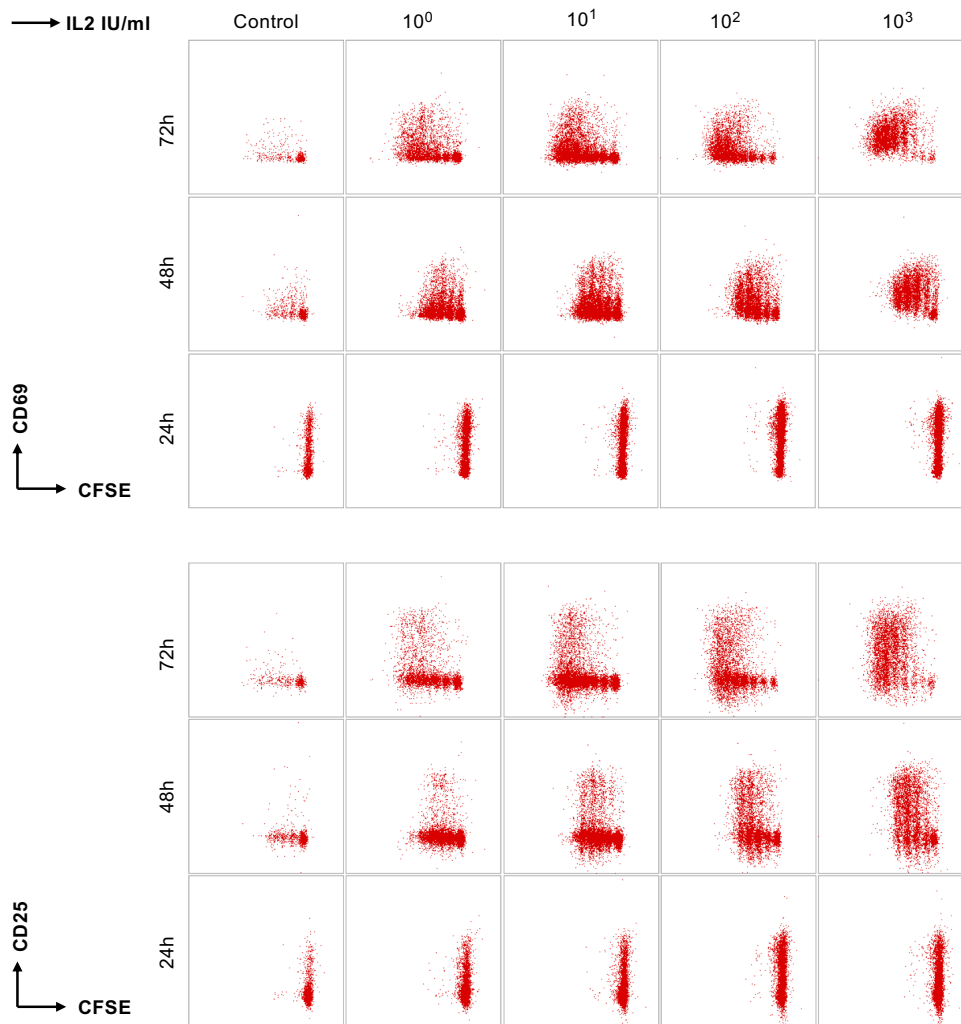 IL2 IU/ml Control 10⁰ 10¹ 10² 10³
72h
48h
24h
CD69
CFSE
72h
48h
24h
CD25
CFSE